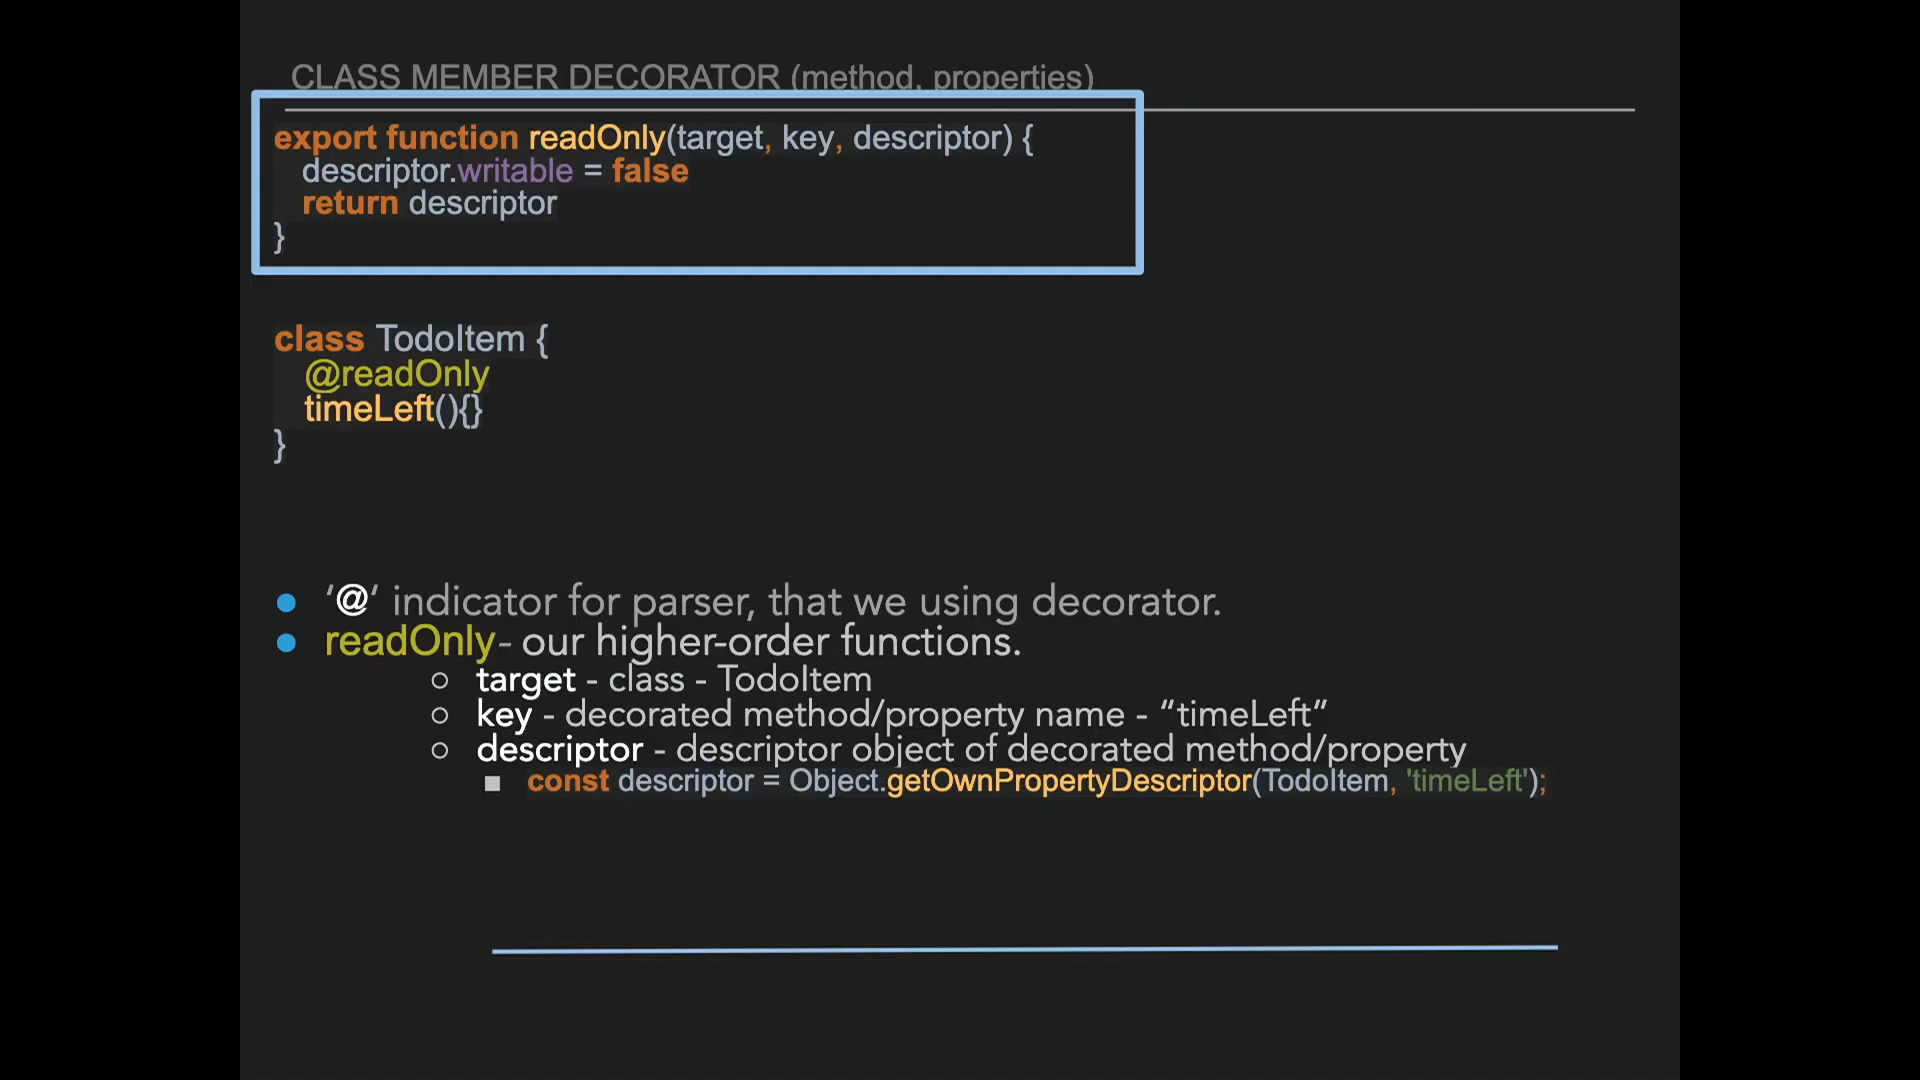 CLASS MEMBER DECORATOR (method, properties)
export function readOnly(target, key, descriptor) {
descriptor.writable = false
return descriptor
}
class TodoItem {
@readOnly
timeLeft(){}
}
‘@‘ indicator for parser, that we using decorator.
readOnly- our higher-order functions.
target - class - TodoItem
key - decorated method/property name - “timeLeft”
descriptor - descriptor object of decorated method/property
const descriptor = Object.getOwnPropertyDescriptor(TodoItem, 'timeLeft');